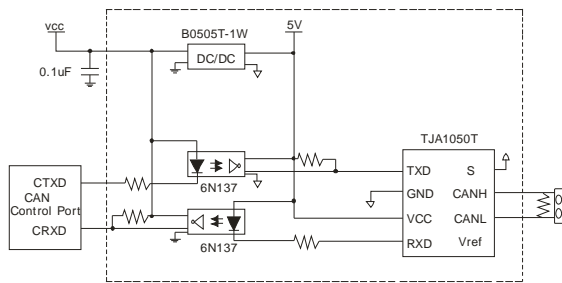 vcc
B0505T-1W
5V
DC/DC
0.1uF
TJA1050T
CTXD
CAN
Control Port
CRXD
6N137
6N137
TXD
S
GND
CANH
VCC
CANL
RXD
Vref